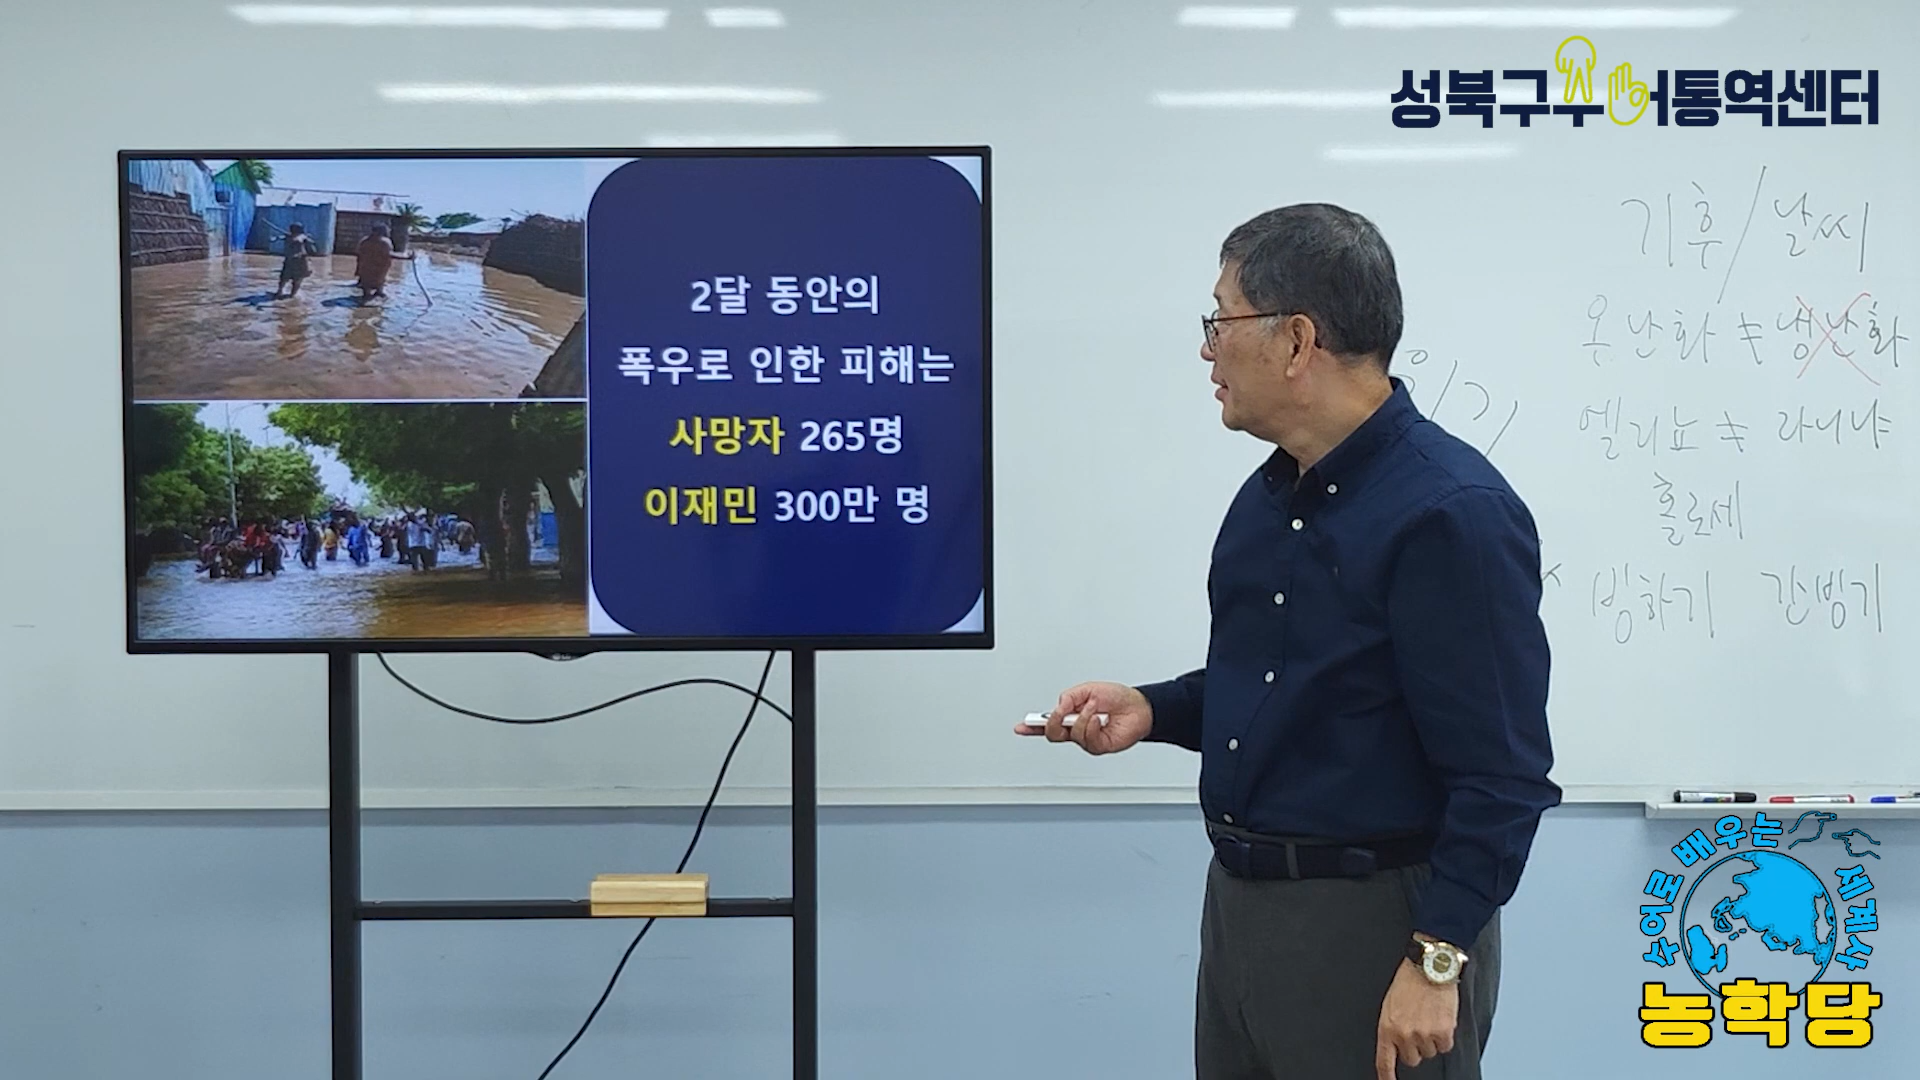 성북구수어통역센터
2달 동안의
폭우로 인한 피해는
사망자 265명
이재민 300만 명
기후/날씨
온난화 ≠ 냉난화
엘리뇨 ≠ 라니냐
홀로세
빙하기 간빙기
수어로 배우는 세계사
농학당